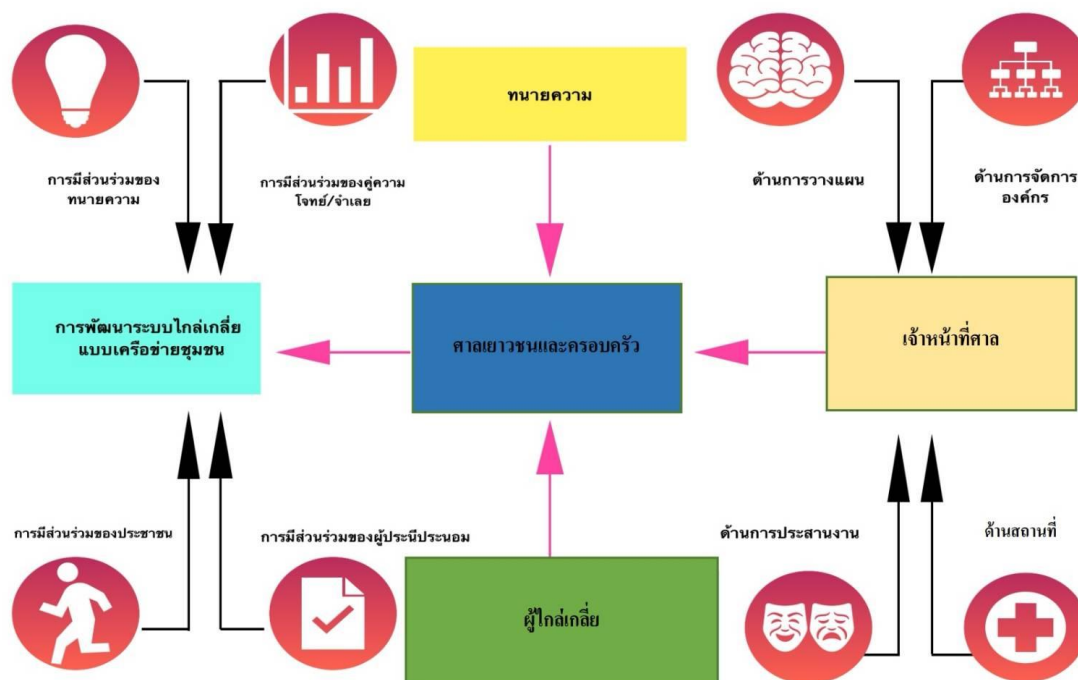 ทนายความ
การมีส่วนร่วมของ
ทนายความ
การมีส่วนร่วมของคู่ความ
โจทย์/จำเลย
ด้านการวางแผน
ด้านการจัดการ
องค์กร
การพัฒนาระบบไกล่เกลี่ย
แบบเครือข่ายชุมชน
ศาลเยาวชนและครอบครัว
เจ้าหน้าที่ศาล
การมีส่วนร่วมของประชาชน
การมีส่วนร่วมของผู้ประนีประนอม
ด้านการประสานงาน
ด้านสถานที่
ผู้ไกล่เกลี่ย